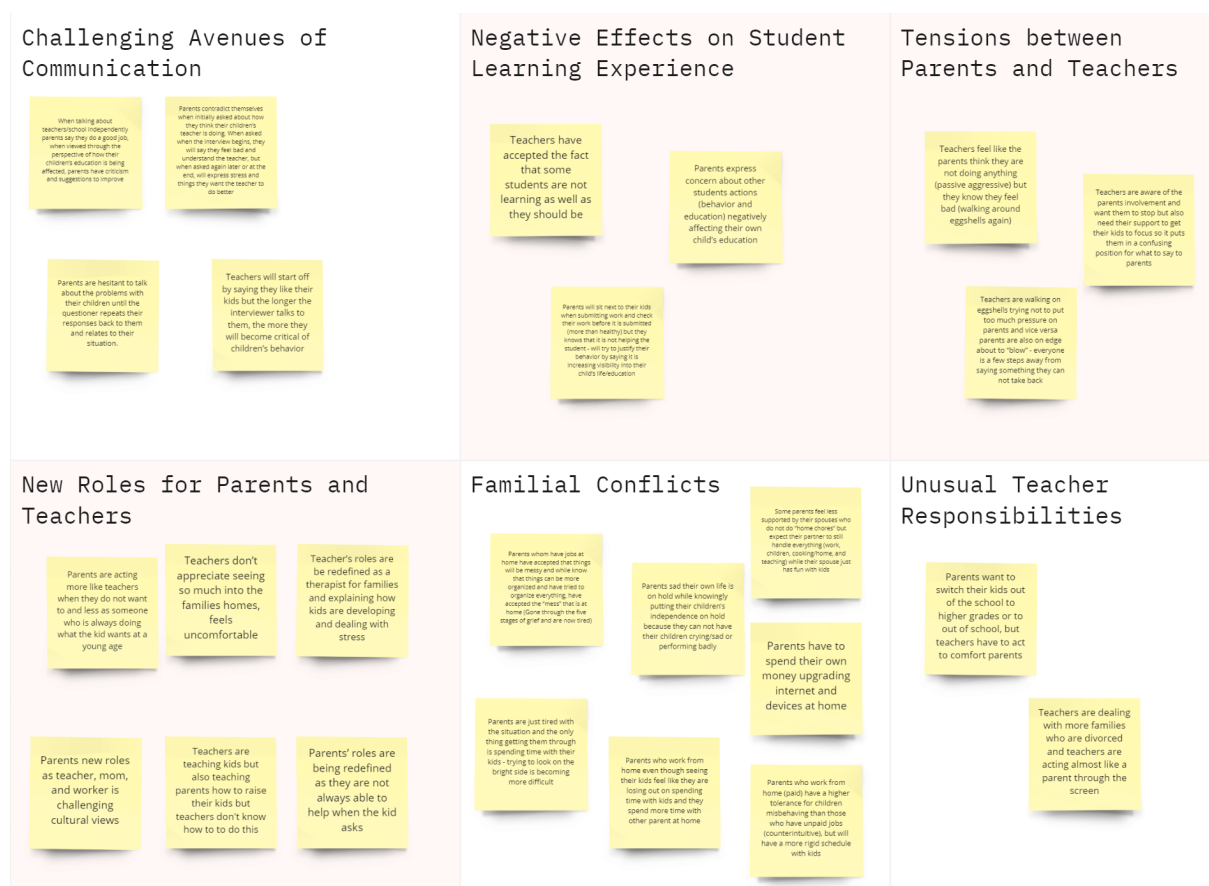 Challenging Avenues of
Communication
When talking about
teachers/school independently
parents say they do a good job,
when viewed through the
perspective of how their
children's education is being
affected, parents have criticism
and suggestions to improve
Parents contradict themselves
when initially asked about how
they think their children's
teacher is doing. When asked
when the interview begins, they
will say they feel bad and
understand the teacher, but
when asked again later or at the
end, will express stress and
things they want the teacher to
do better
Parents are hesitant to talk
about the problems with
their children until the
questioner repeats their
responses back to them
and relates to their
situation.
Teachers will start off
by saying they like their
kids but the longer the
interviewer talks to
them, the more they
will become critical of
children's behavior
Negative Effects on Student
Learning Experience
Teachers have
accepted the fact
that some
students are not
learning as well as
they should be
Parents express
concern about other
students actions
(behavior and
education) negatively
affecting their own
child's education
Parents will sit next to their kids
when submitting work and check
their work before it is submitted
(more than healthy) but they
knows that it is not helping the
student - will try to justify their
behavior by saying it is
increasing visibility into their
child's life/education
Tensions between
Parents and Teachers
Teachers feel like the
parents think they are
not doing anything
(passive aggressive) but
they know they feel
bad (walking around
eggshells again)
Teachers are aware of the
parents involvement and
want them to stop but also
need their support to get
their kids to focus so it puts
them in a confusing
position for what to say to
parents
Teachers are walking on
eggshells trying not to put
too much pressure on
parents and vice versa
parents are also on edge
about to "blow" - everyone
is a few steps away from
saying something they can
not take back
New Roles for Parents and
Teachers
Parents are acting
more like teachers
when they do not want
to and less as someone
who is always doing
what the kid wants at a
young age
Teachers don't
appreciate seeing
so much into the
families homes,
feels
uncomfortable
Teacher's roles are
be redefined as a
therapist for families
and explaining how
kids are developing
and dealing with
stress
Parents new roles
as teacher, mom,
and worker is
challenging
cultural views
Teachers are
teaching kids but
also teaching
parents how to raise
their kids but
teachers don't know
how to to do this
Parents' roles are
being redefined
as they are not
always able to
help when the kid
asks
Familial Conflicts
Parents whom have jobs at
home have accepted that things
will be messy and while know
that things can be more
organized and have tried to
organize everything, have
accepted the "mess" that is at
home (Gone through the five
stages of grief and are now tired)
Parents sad their own life is
on hold while knowingly
putting their children's
independence on hold
because they can not have
their children crying/sad or
performing badly
Some parents feel less
supported by their spouses who
do not do "home chores" but
expect their partner to still
handle everything (work,
children, cooking/home, and
teaching) while their spouse just
has fun with kids
Parents have to
spend their own
money upgrading
internet and
devices at home
Parents are just tired with
the situation and the only
thing getting them through
is spending time with their
kids - trying to look on the
bright side is becoming
more difficult
Parents who work from
home even though seeing
their kids feel like they are
losing out on spending
time with kids and they
spend more time with
other parent at home
Parents who work from
home (paid) have a higher
tolerance for children
misbehaving than those
who have unpaid jobs
(counterintuitive), but will
have a more rigid schedule
with kids
Unusual Teacher
Responsibilities
Parents want to
switch their kids out
of the school to
higher grades or to
out of school, but
teachers have to act
to comfort parents
Teachers are dealing
with more families
who are divorced
and teachers are
acting almost like a
parent through the
screen